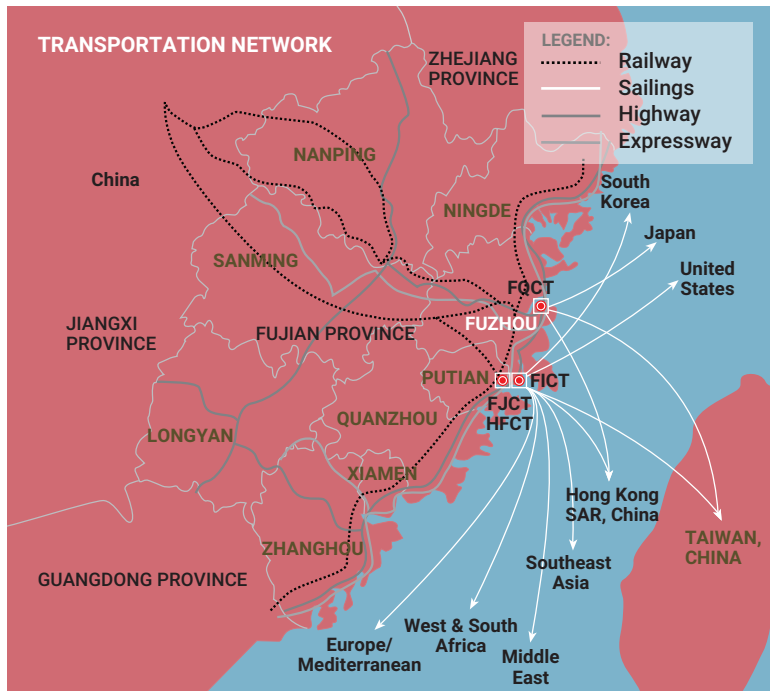 TRANSPORTATION NETWORK
LEGEND:
Railway
Sailings
Highway
Expressway
ZHEJIANG
PROVINCE
NANPING
China
NINGDE
South
Korea
Japan
SANMING
United
States
FQCT
JIANGXI
PROVINCE
FUJIAN PROVINCE
FUZHOU
PUTIAN
FICT
FJCT
HFCT
QUANZHOU
LONGYAN
XIAMEN
Hong Kong
SAR, China
ZHANGHOU
TAIWAN,
CHINA
Southeast
Asia
GUANGDONG PROVINCE
West & South
Africa
Europe/
Mediterranean
Middle
East